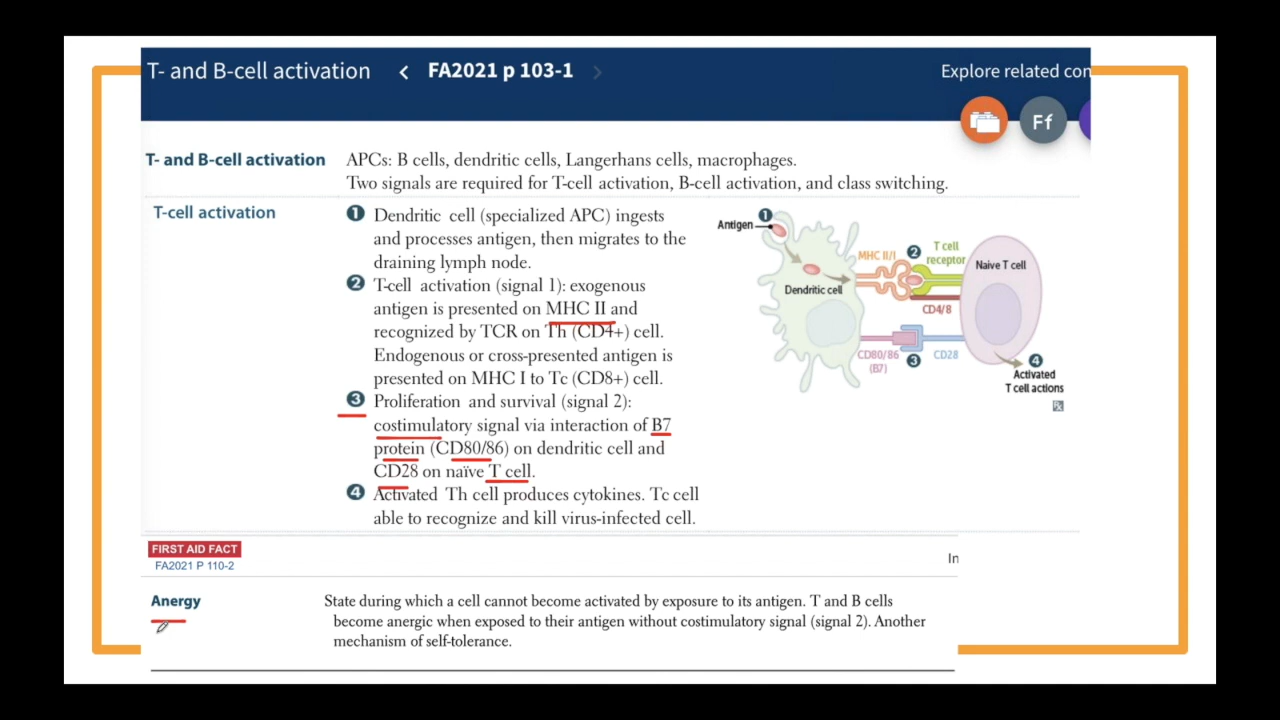 T- and B-cell activation < FA2021 p 103-1 >
Explore related con
Ff
T- and B-cell activation
APCs: B cells, dendritic cells, Langerhans cells, macrophages.
Two signals are required for T-cell activation, B-cell activation, and class switching.
T-cell activation
1 Dendritic cell (specialized APC) ingests
and processes antigen, then migrates to the
draining lymph node.
2 T-cell activation (signal 1): exogenous
antigen is presented on MHC II and
recognized by TCR on Th (CD4+) cell.
Endogenous or cross-presented antigen is
presented on MHC I to Tc (CD8+) cell.
3 Proliferation and survival (signal 2):
costimulatory signal via interaction of B7
protein (CD80/86) on dendritic cell and
CD28 on naïve T cell.
4 Activated Th cell produces cytokines. Tc cell
able to recognize and kill virus-infected cell.
Antigen
1
Dendritic cell
MHC II/I
2
T cell
receptor
Naive T cell
CD4/8
CD80/86
(B7)
3
CD28
4
Activated
T cell actions
Rx
FIRST AID FACT
FA2021 P 110-2
In
Anergy
State during which a cell cannot become activated by exposure to its antigen. T and B cells
become anergic when exposed to their antigen without costimulatory signal (signal 2). Another
mechanism of self-tolerance.